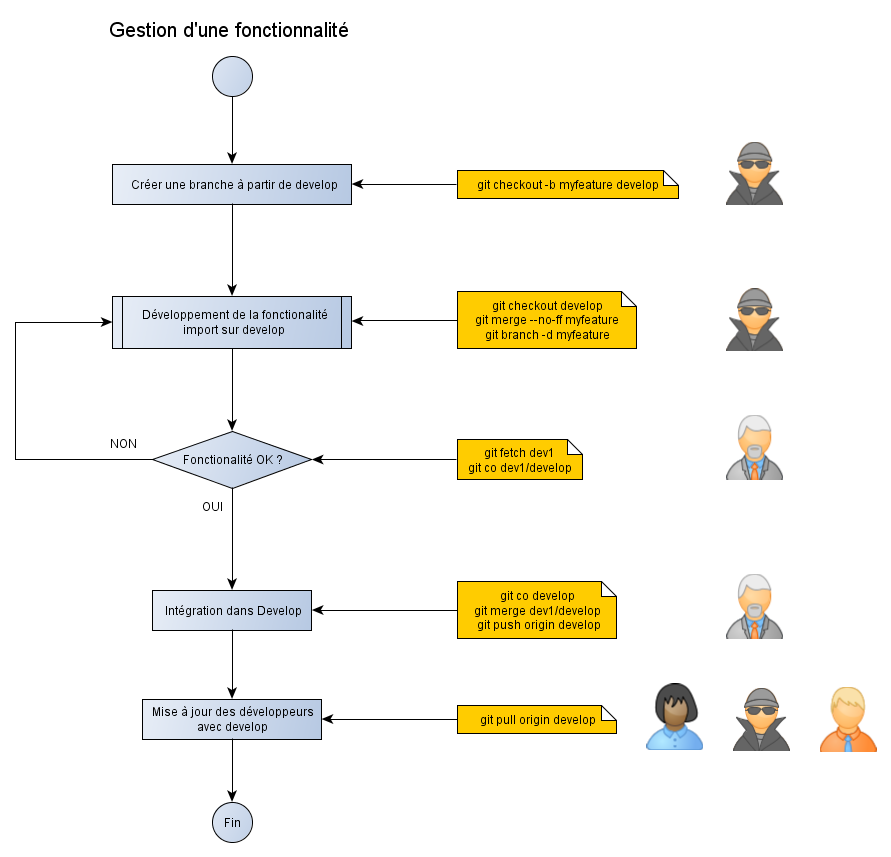 Gestion d'une fonctionnalité
Créer une branche à partir de develop
git checkout -b myfeature develop
Développement de la fonctionalité
import sur develop
git checkout develop
git merge --no-ff myfeature
git branch -d myfeature
NON
Fonctionalité OK ?
git fetch dev1
git co dev1/develop
OUI
Intégration dans Develop
git co develop
git merge dev1/develop
git push origin develop
Mise à jour des développeurs
avec develop
git pull origin develop
Fin